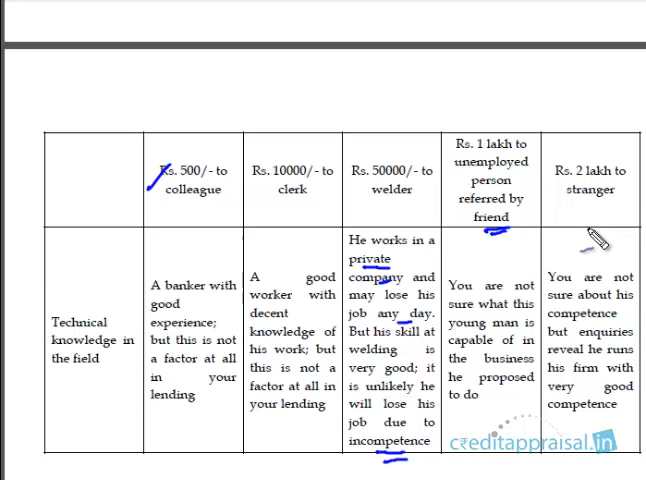 Rs. 500/- to
colleague
Rs. 10000/- to
clerk
Rs. 50000/- to
welder
Rs. 1 lakh to
unemployed
person
referred by
friend
Rs. 2 lakh to
stranger
Technical
knowledge in
the field
A banker with
good
experience;
but this is not
a factor at all
in your
lending
A good
worker with
decent
knowledge of
his work; but
this is not a
factor at all in
your lending
He works in a
private
company and
may lose his
job any day.
But his skill at
welding is
very good; it
is unlikely he
will lose his
job due to
incompetence
You are not
sure what this
young man is
capable of in
the business
he proposed
to do
You are not
sure about his
competence
but enquiries
reveal he runs
his firm with
very good
competence
c₹editappraisal.in